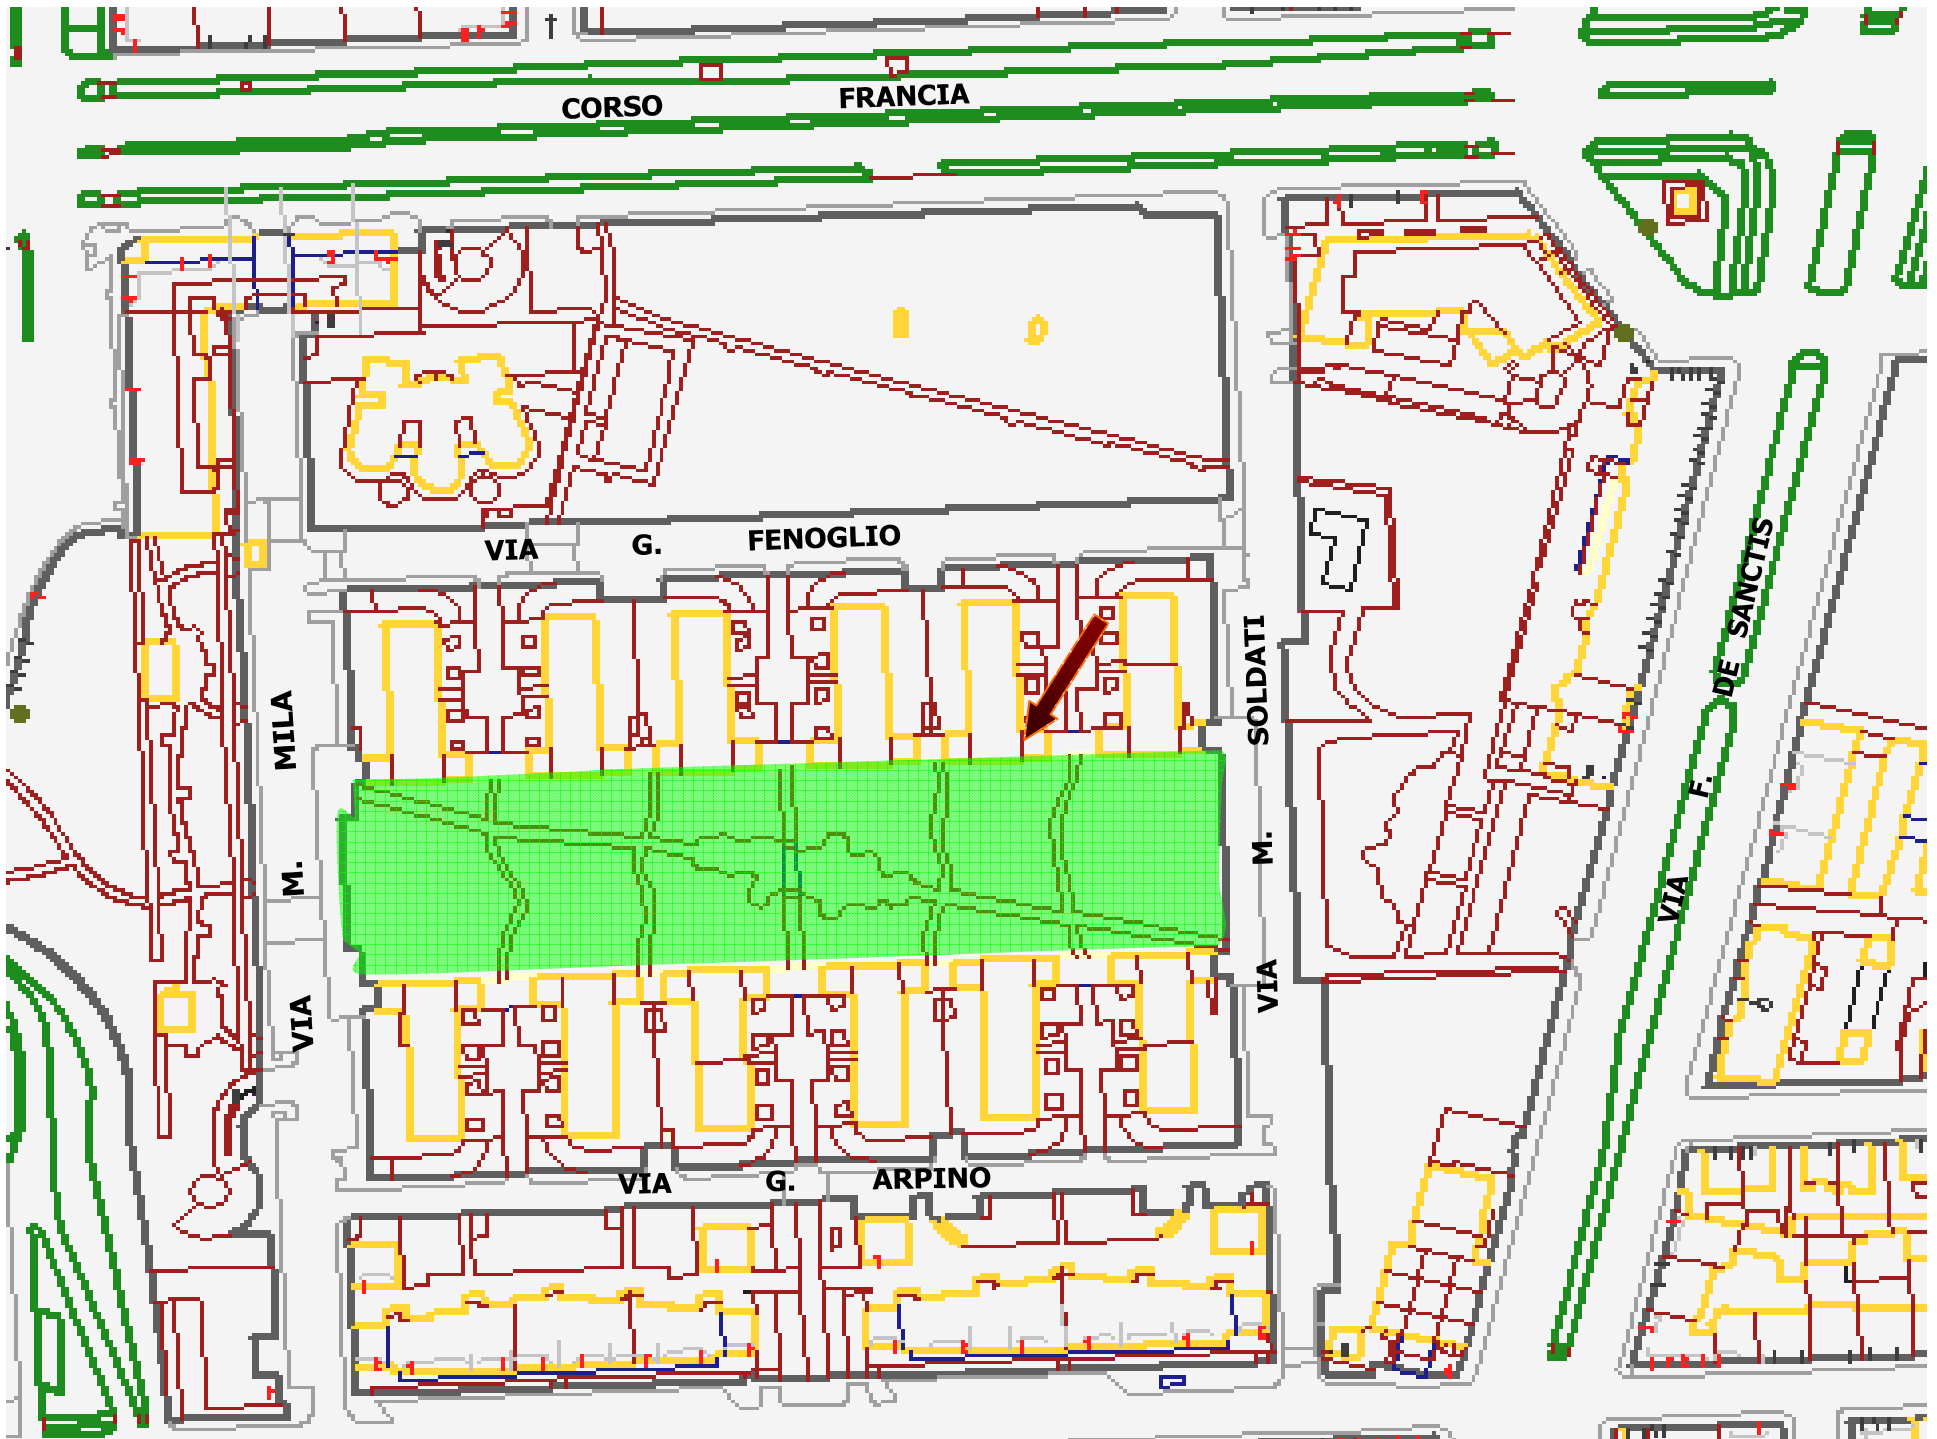 CORSO FRANCIA
VIA G. FENOGLIO
VIA M. MILA
VIA M. SOLDATI
VIA F. DE SANCTIS
VIA G. ARPINO